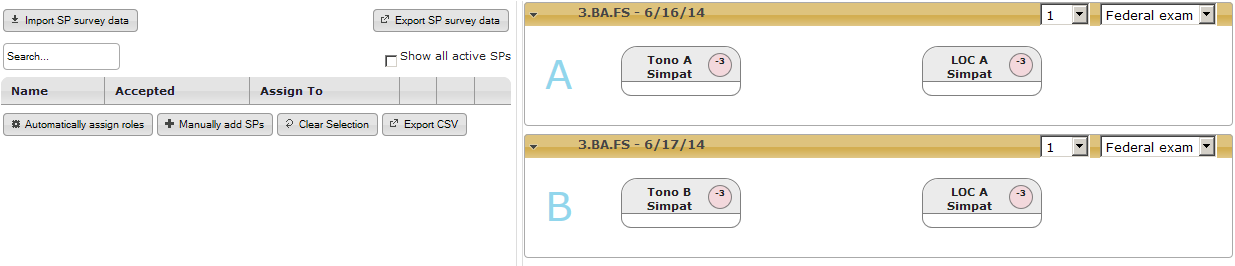 Import SP survey data
Export SP survey data
Search...
Show all active SPs
Name Accepted Assign To
Automatically assign roles
Manually add SPs
Clear Selection
Export CSV
3.BA.FS - 6/16/14
1
Federal exam
A
Tono A
Simpat
-3
LOC A
Simpat
-3
3.BA.FS - 6/17/14
1
Federal exam
B
Tono B
Simpat
-3
LOC A
Simpat
-3